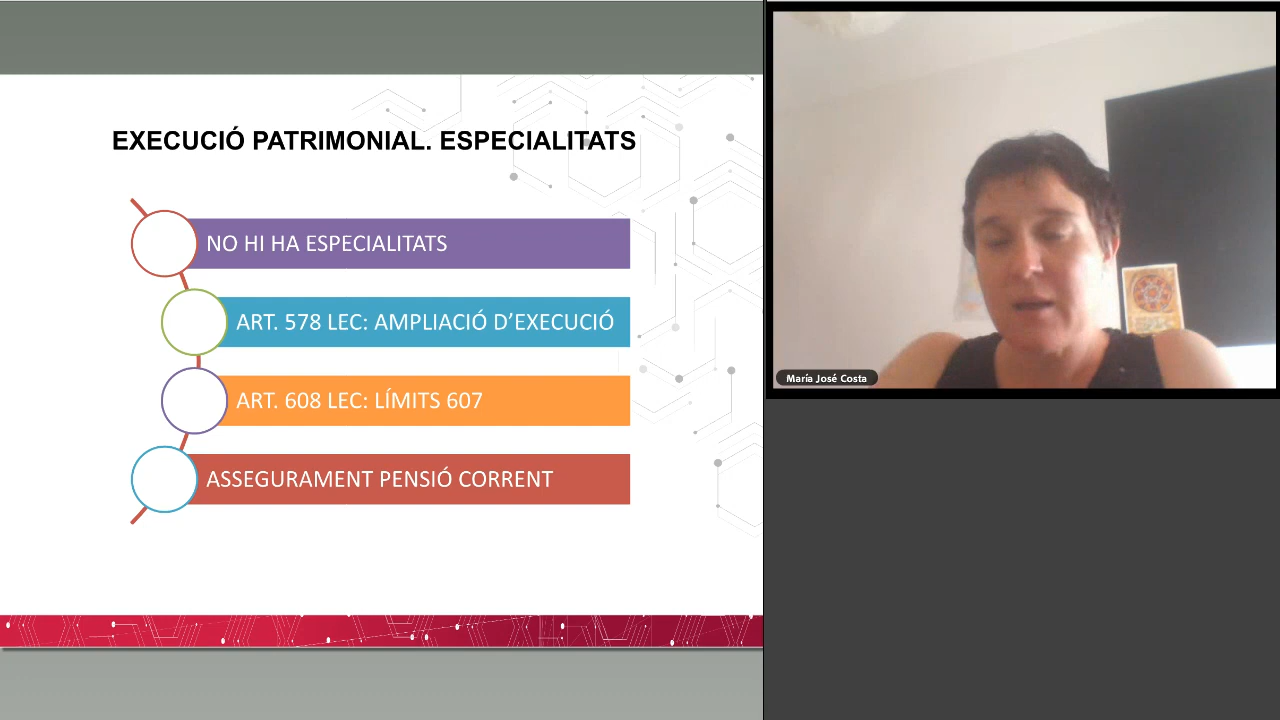 EXECUCIÓ PATRIMONIAL. ESPECIALITATS
NO HI HA ESPECIALITATS
ART. 578 LEC: AMPLIACIÓ D'EXECUCIÓ
ART. 608 LEC: LÍMITS 607
ASSEGURAMENT PENSIÓ CORRENT
María José Costa